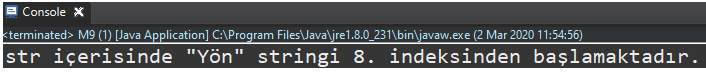 Console
<terminated> M9 (1) [Java Application] C:\Program Files\Java\jre1.8.0_231\bin\javaw.exe (2 Mar 2020 11:54:56)
str içerisinde "Yön" stringi 8. indeksinden başlamaktadır.